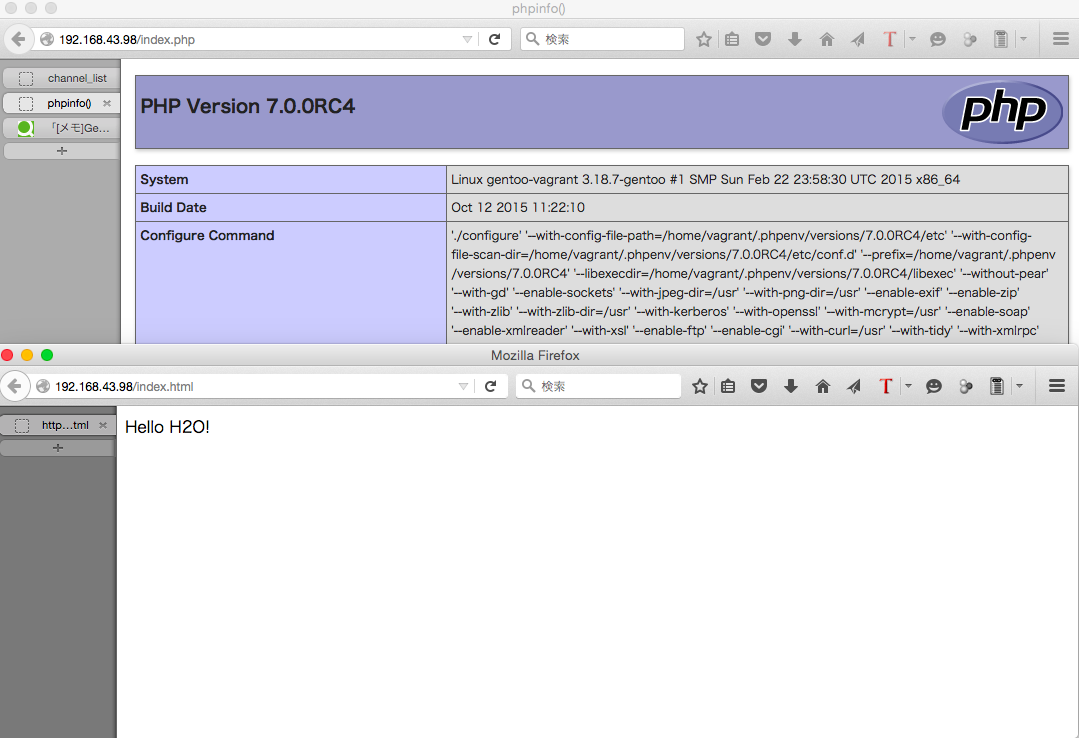 phpinfo()
192.168.43.98/index.php
検索
channel_list
phpinfo()
「[メモ]Ge...
PHP Version 7.0.0RC4
php
System
Linux gentoo-vagrant 3.18.7-gentoo #1 SMP Sun Feb 22 23:58:30 UTC 2015 x86_64
Build Date
Oct 12 2015 11:22:10
Configure Command
'./configure' '--with-config-file-path=/home/vagrant/.phpenv/versions/7.0.0RC4/etc' '--with-config-
file-scan-dir=/home/vagrant/.phpenv/versions/7.0.0RC4/etc/conf.d' '--prefix=/home/vagrant/.phpenv
/versions/7.0.0RC4' '--libexecdir=/home/vagrant/.phpenv/versions/7.0.0RC4/libexec' '--without-pear'
'--with-gd' '--enable-sockets' '--with-jpeg-dir=/usr' '--with-png-dir=/usr' '--enable-exif' '--enable-zip'
'--with-zlib' '--with-zlib-dir=/usr' '--with-kerberos' '--with-openssl' '--with-mcrypt=/usr' '--enable-soap'
'--enable-xmlreader' '--with-xsl' '--enable-ftp' '--enable-cgi' '--with-curl=/usr' '--with-tidy' '--with-xmlrpc'
Mozilla Firefox
192.168.43.98/index.html
検索
http...tml
Hello H2O!